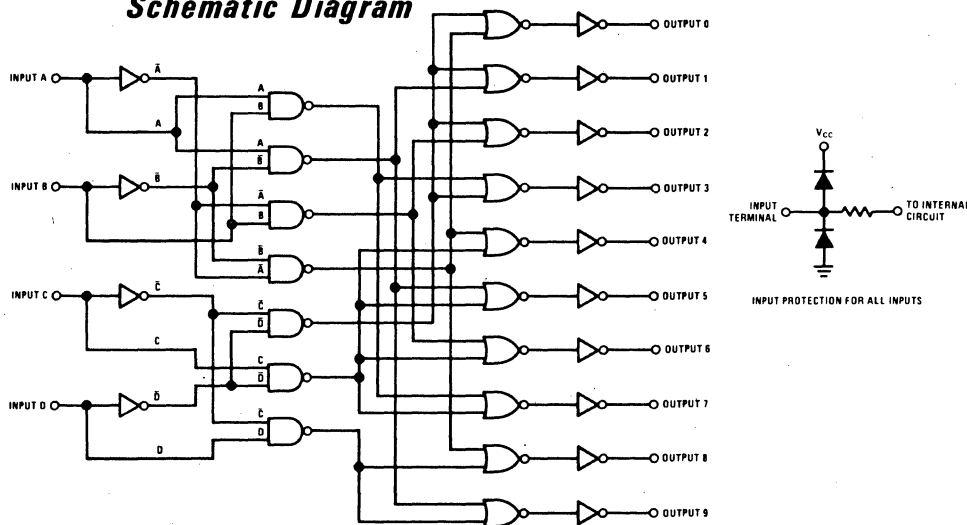 Schematic Diagram
INPUT A
Ā
A
A
B
A
B̄
INPUT B
B̄
Ā
B
B̄
Ā
INPUT C
C̄
C̄
D̄
C
C
D̄
INPUT D
D̄
C̄
D
D
OUTPUT 0
OUTPUT 1
OUTPUT 2
OUTPUT 3
OUTPUT 4
OUTPUT 5
OUTPUT 6
OUTPUT 7
OUTPUT 8
OUTPUT 9
VCC
INPUT
TERMINAL
TO INTERNAL
CIRCUIT
INPUT PROTECTION FOR ALL INPUTS